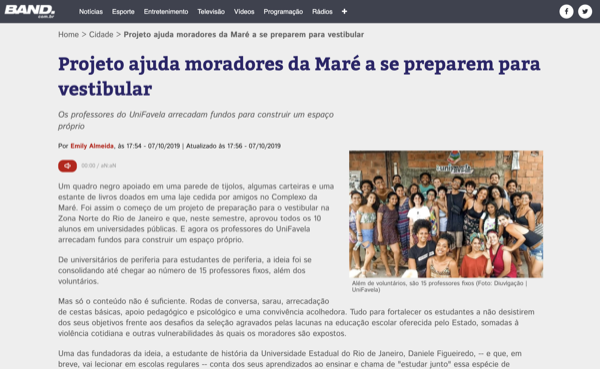 BAND.
.com.br
Notícias Esporte Entretenimento Televisão Vídeos Programação Rádios +
Home > Cidade > Projeto ajuda moradores da Maré a se preparem para vestibular
Projeto ajuda moradores da Maré a se preparem para
vestibular
Os professores do UniFavela arrecadam fundos para construir um espaço
próprio
Por Emily Almeida, às 17:54 - 07/10/2019 | Atualizado às 17:56 - 07/10/2019
00:00 / aN:aN
Um quadro negro apoiado em uma parede de tijolos, algumas carteiras e uma
estante de livros doados em uma laje cedida por amigos no Complexo da
Maré. Foi assim o começo de um projeto de preparação para o vestibular na
Zona Norte do Rio de Janeiro e que, neste semestre, aprovou todos os 10
alunos em universidades públicas. E agora os professores do UniFavela
arrecadam fundos para construir um espaço próprio.
unifavela
Além de voluntários, são 15 professores fixos (Foto: Diuvlgação |
UniFavela)
De universitários de periferia para estudantes de periferia, a ideia foi se
consolidando até chegar ao número de 15 professores fixos, além dos
voluntários.
Mas só o conteúdo não é suficiente. Rodas de conversa, sarau, arrecadação
de cestas básicas, apoio pedagógico e psicológico e uma convivência acolhedora. Tudo para fortalecer os estudantes a não desistirem
dos seus objetivos frente aos desafios da seleção agravados pelas lacunas na educação escolar oferecida pelo Estado, somadas à
violência cotidiana e outras vulnerabilidades às quais os moradores são expostos.
Uma das fundadoras da ideia, a estudante de história da Universidade Estadual do Rio de Janeiro, Daniele Figueiredo, -- e que, em
breve, vai lecionar em escolas regulares -- conta dos seus aprendizados ao ensinar e chama de "estudar junto" essa espécie de